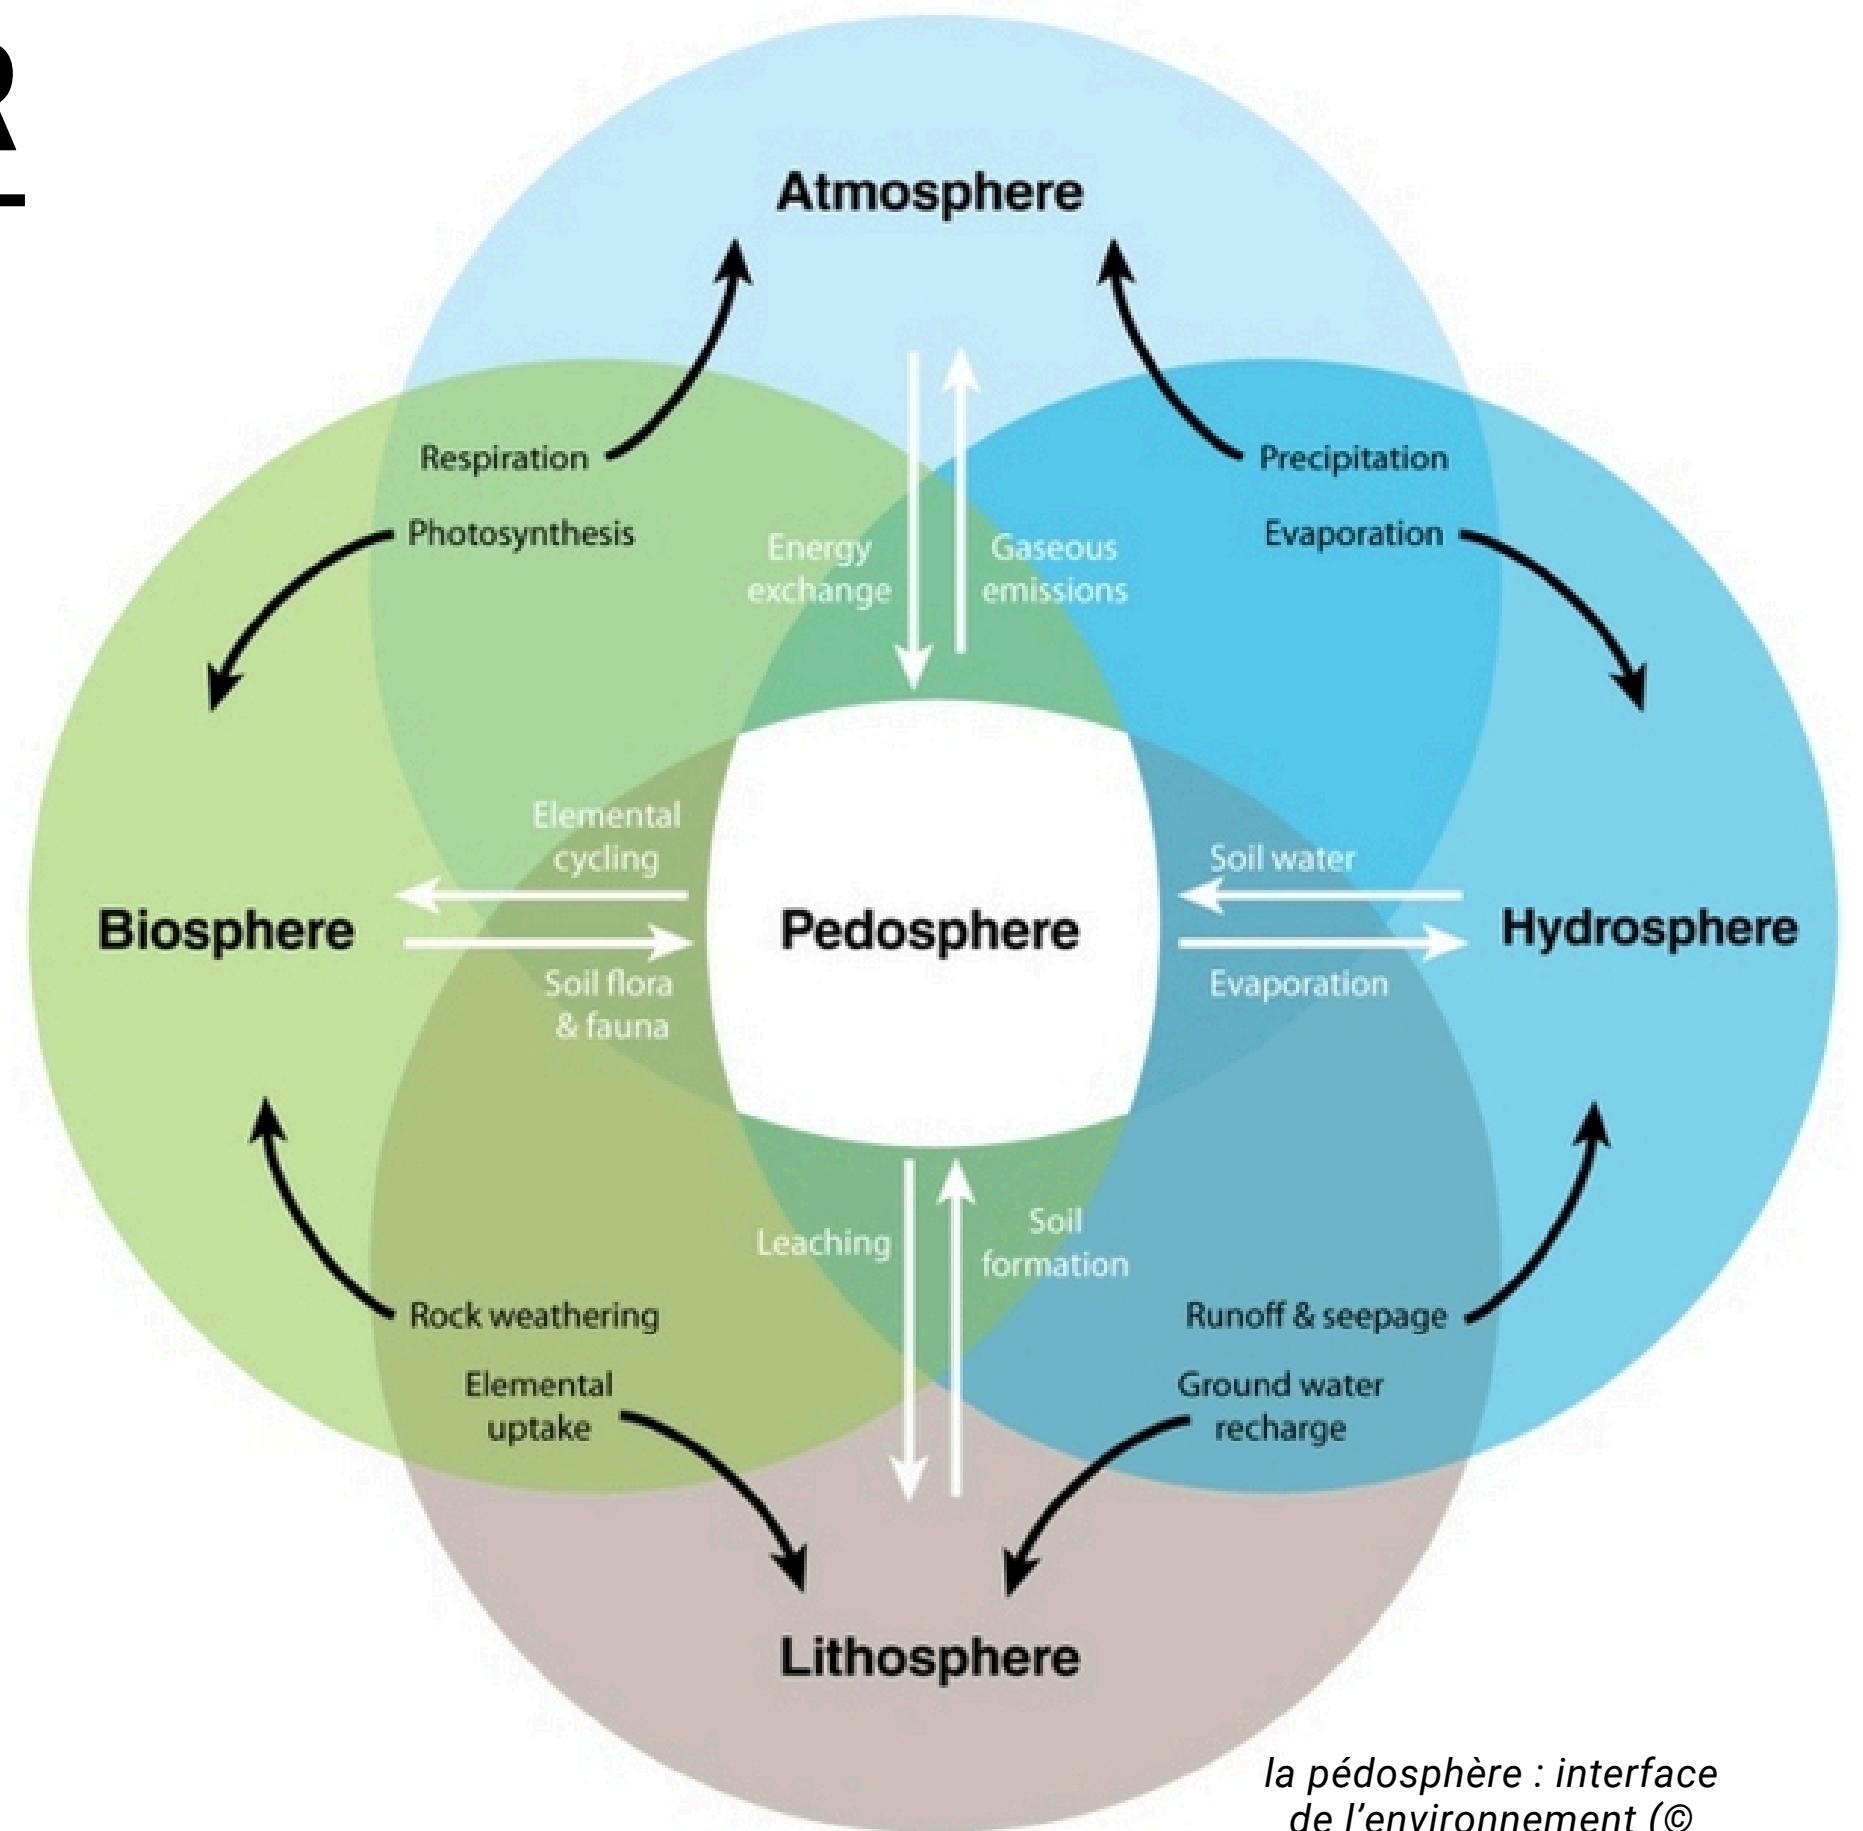 R
Atmosphere
Respiration
Precipitation
Photosynthesis
Evaporation
Energy
exchange
Gaseous
emissions
Elemental
cycling
Soil water
Biosphere
Pedosphere
Hydrosphere
Soil flora
& fauna
Evaporation
Leaching
Soil
formation
Rock weathering
Runoff & seepage
Elemental
uptake
Ground water
recharge
Lithosphere
la pédosphère : interface
de l'environnement (©